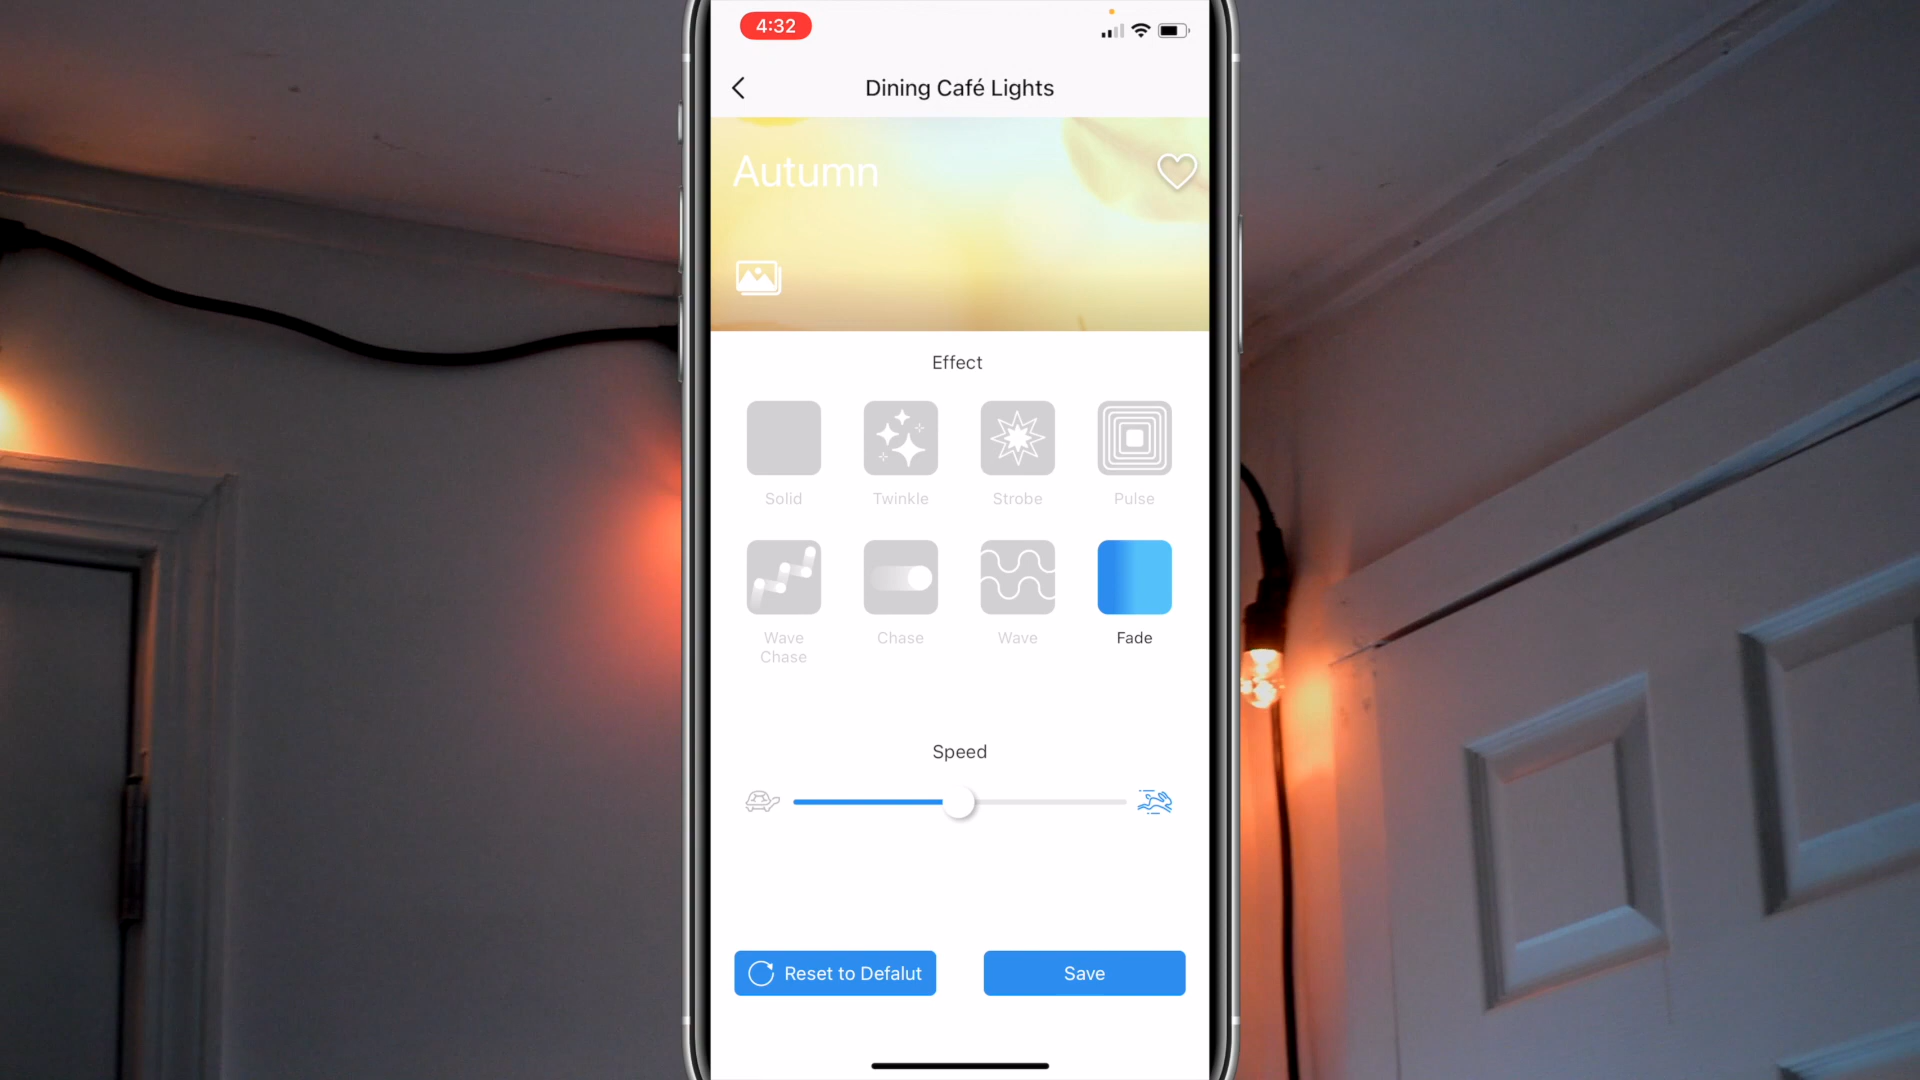 4:32
Dining Café Lights
Autumn
Effect
Solid
Twinkle
Strobe
Pulse
Wave
Chase
Chase
Wave
Fade
Speed
Reset to Defalut
Save